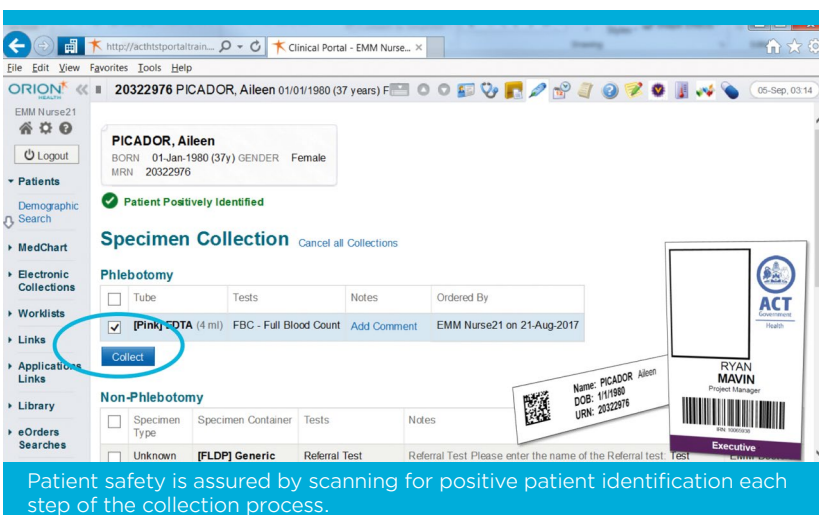 http://acthtstportaltrain...
Clinical Portal - EMM Nurse...
File Edit View Favorites Tools Help
ORION HEALTH
20322976 PICADOR, Aileen 01/01/1980 (37 years) F
05-Sep, 03:14
EMM Nurse21
Logout
Patients
Demographic Search
MedChart
Electronic Collections
Worklists
Links
Applications Links
Library
eOrders Searches
PICADOR, Aileen
BORN 01-Jan-1980 (37y) GENDER Female
MRN 20322976
Patient Positively Identified
Specimen Collection Cancel all Collections
Phlebotomy
Tube Tests Notes Ordered By
[Pink] EDTA (4 ml) FBC - Full Blood Count Add Comment EMM Nurse21 on 21-Aug-2017
Collect
Non-Phlebotomy
Specimen Type Specimen Container Tests Notes
Unknown [FLDP] Generic Referral Test Referral Test Please enter the name of the Referral test: Test
Name: PICADOR Aileen
DOB: 1/1/1980
URN: 20322976
ACT
Government
Health
RYAN
MAVIN
Project Manager
Executive
Patient safety is assured by scanning for positive patient identification each
step of the collection process.